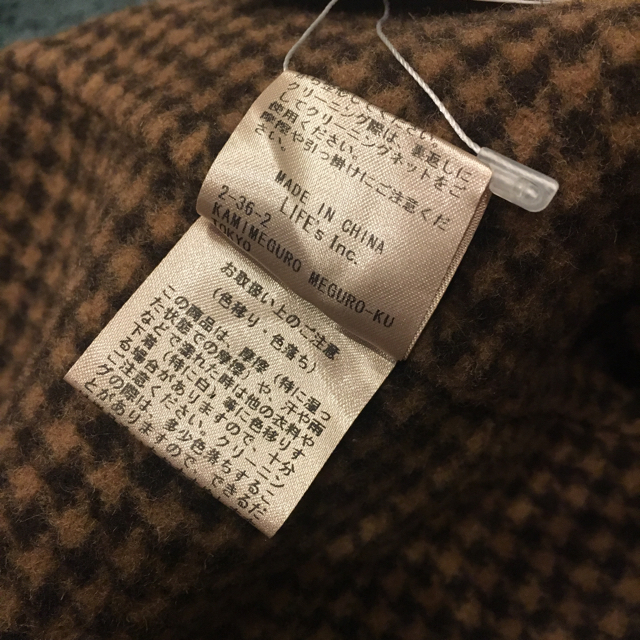 クリーニング際は、裏返しに
してクリーニングネットをご
使用ください。
摩擦や引っ掛けにご注意くだ
さい。
MADE IN CHINA
LIFE's Inc.
2-36-2
KAMIMEGURO MEGURO-KU
TOKYO
お取扱い上のご注意
(色移り・色落ち)
この商品は、摩擦(特に湿っ
た状態での摩擦)や、汗や雨
などで濡れた時は他の衣料や
下着(特に白)等に色移りす
る場合がありますので、十分
ご注意ください。クリーニン
グの際は、多少色落ちするこ
とがありますので、できるだ